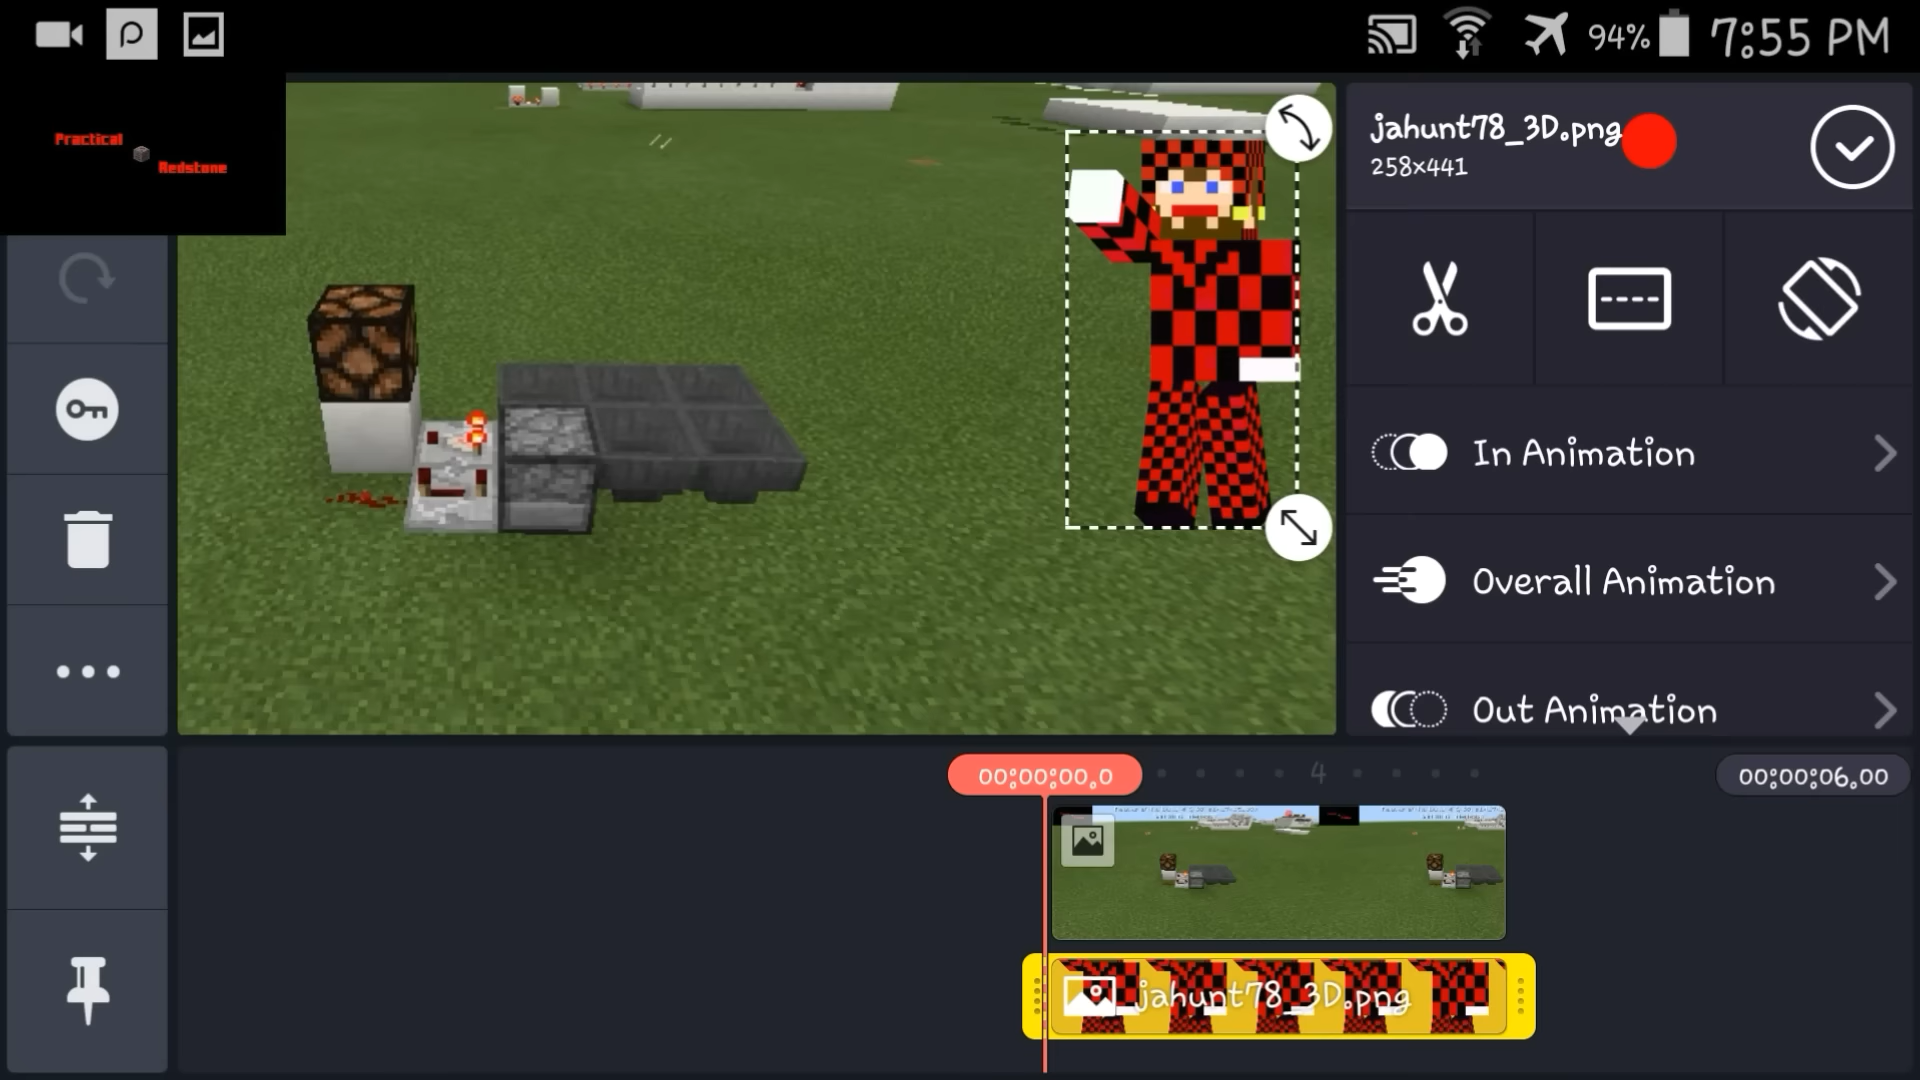 94% 7:55 PM
Practical
Redstone
jahunt78_3D.png
258x441
In Animation
Overall Animation
Out Animation
00:00:00.0
4
00:00:06.00
jahunt78_3D.png